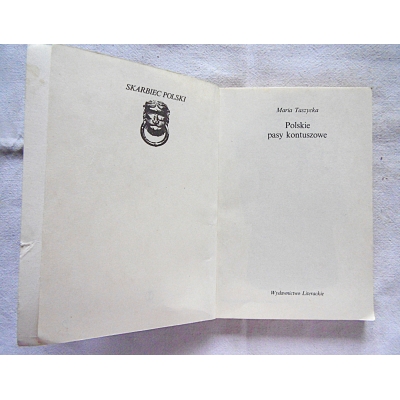 SKARBIEC POLSKI
Maria Taszycka
Polskie
pasy kontuszowe
Wydawnictwo Literackie